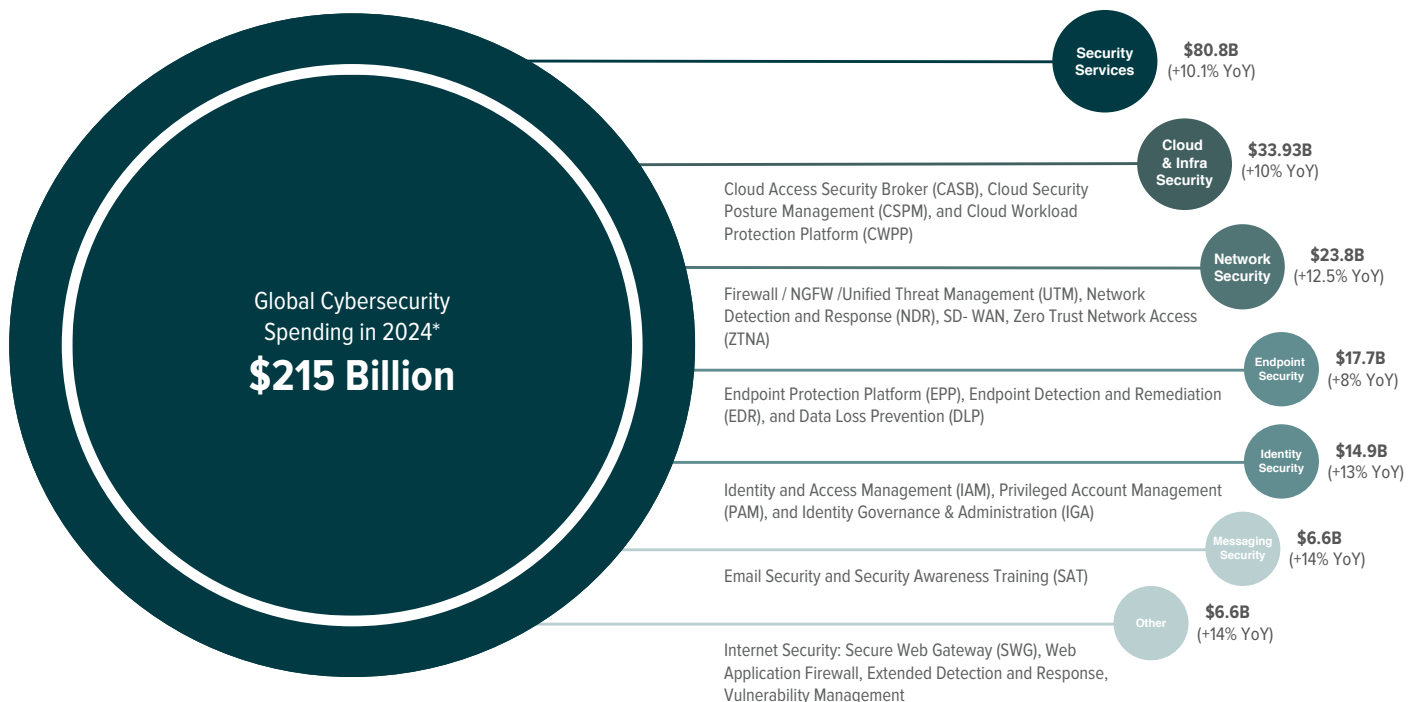 Global Cybersecurity
Spending in 2024*
$215 Billion
Security
Services
$80.8B
(+10.1% YoY)
Cloud
& Infra
Security
$33.93B
(+10% YoY)
Cloud Access Security Broker (CASB), Cloud Security
Posture Management (CSPM), and Cloud Workload
Protection Platform (CWPP)
Network
Security
$23.8B
(+12.5% YoY)
Firewall / NGFW /Unified Threat Management (UTM), Network
Detection and Response (NDR), SD- WAN, Zero Trust Network Access
(ZTNA)
Endpoint
Security
$17.7B
(+8% YoY)
Endpoint Protection Platform (EPP), Endpoint Detection and Remediation
(EDR), and Data Loss Prevention (DLP)
Identity
Security
$14.9B
(+13% YoY)
Identity and Access Management (IAM), Privileged Account Management
(PAM), and Identity Governance & Administration (IGA)
Messaging
Security
$6.6B
(+14% YoY)
Email Security and Security Awareness Training (SAT)
Other
$6.6B
(+14% YoY)
Internet Security: Secure Web Gateway (SWG), Web
Application Firewall, Extended Detection and Response,
Vulnerability Management